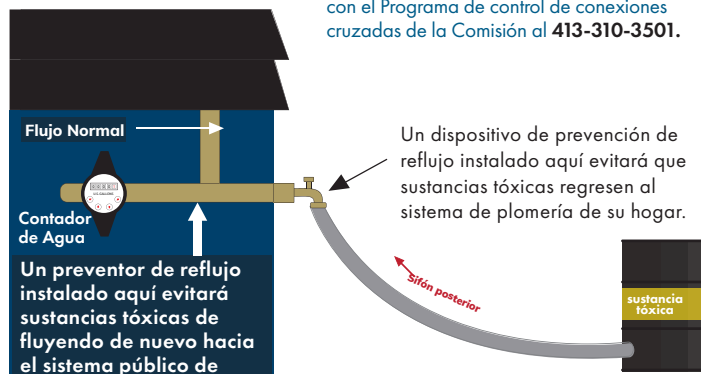 con el Programa de control de conexiones
cruzadas de la Comisión al 413-310-3501.
Flujo Normal
Un dispositivo de prevención de
reflujo instalado aquí evitará que
sustancias tóxicas regresen al
sistema de plomería de su hogar.
Contador
de Agua
Un preventor de reflujo
instalado aquí evitará
sustancias tóxicas de
fluyendo de nuevo hacia
el sistema público de
Sifón posterior
sustancia
tóxica